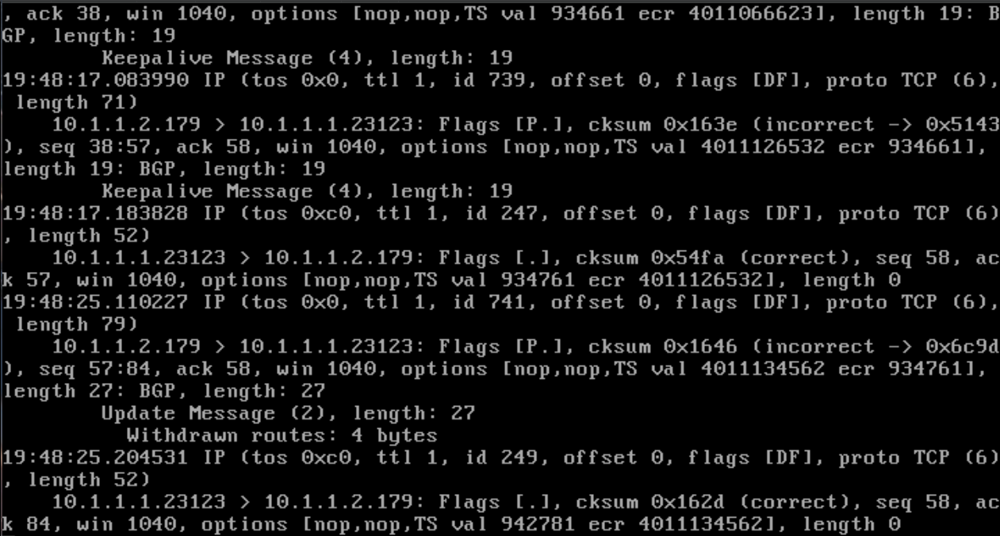 , ack 38, win 1040, options [nop,nop,TS val 934661 ecr 4011066623], length 19: B
GP, length: 19
        Keepalive Message (4), length: 19
19:48:17.083990 IP (tos 0x0, ttl 1, id 739, offset 0, flags [DF], proto TCP (6),
 length 71)
    10.1.1.2.179 > 10.1.1.1.23123: Flags [P.], cksum 0x163e (incorrect -> 0x5143
), seq 38:57, ack 58, win 1040, options [nop,nop,TS val 4011126532 ecr 934661],
length 19: BGP, length: 19
        Keepalive Message (4), length: 19
19:48:17.183828 IP (tos 0xc0, ttl 1, id 247, offset 0, flags [DF], proto TCP (6)
, length 52)
    10.1.1.1.23123 > 10.1.1.2.179: Flags [.], cksum 0x54fa (correct), seq 58, ac
k 57, win 1040, options [nop,nop,TS val 934761 ecr 4011126532], length 0
19:48:25.110227 IP (tos 0x0, ttl 1, id 741, offset 0, flags [DF], proto TCP (6),
 length 79)
    10.1.1.2.179 > 10.1.1.1.23123: Flags [P.], cksum 0x1646 (incorrect -> 0x6c9d
), seq 57:84, ack 58, win 1040, options [nop,nop,TS val 4011134562 ecr 934761],
length 27: BGP, length: 27
        Update Message (2), length: 27
          Withdrawn routes: 4 bytes
19:48:25.204531 IP (tos 0xc0, ttl 1, id 249, offset 0, flags [DF], proto TCP (6)
, length 52)
    10.1.1.1.23123 > 10.1.1.2.179: Flags [.], cksum 0x162d (correct), seq 58, ac
k 84, win 1040, options [nop,nop,TS val 942781 ecr 4011134562], length 0